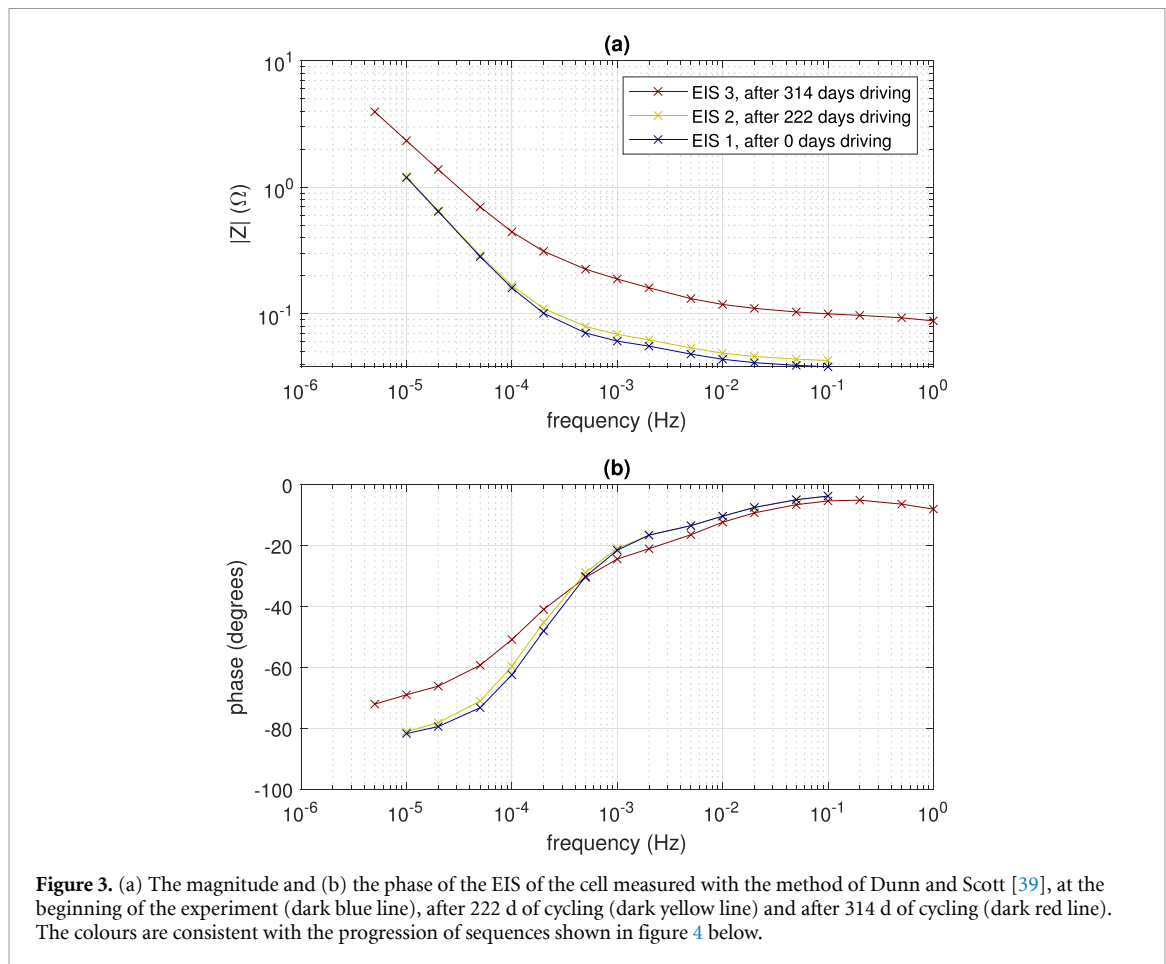 (a)
10^1
10^0
10^-1
|Z| (Ω)
EIS 3, after 314 days driving
EIS 2, after 222 days driving
EIS 1, after 0 days driving
10^-6 10^-5 10^-4 10^-3 10^-2 10^-1 10^0
frequency (Hz)
(b)
0
-20
-40
-60
-80
-100
phase (degrees)
10^-6 10^-5 10^-4 10^-3 10^-2 10^-1 10^0
frequency (Hz)
Figure 3. (a) The magnitude and (b) the phase of the EIS of the cell measured with the method of Dunn and Scott [39], at the
beginning of the experiment (dark blue line), after 222 d of cycling (dark yellow line) and after 314 d of cycling (dark red line).
The colours are consistent with the progression of sequences shown in figure 4 below.